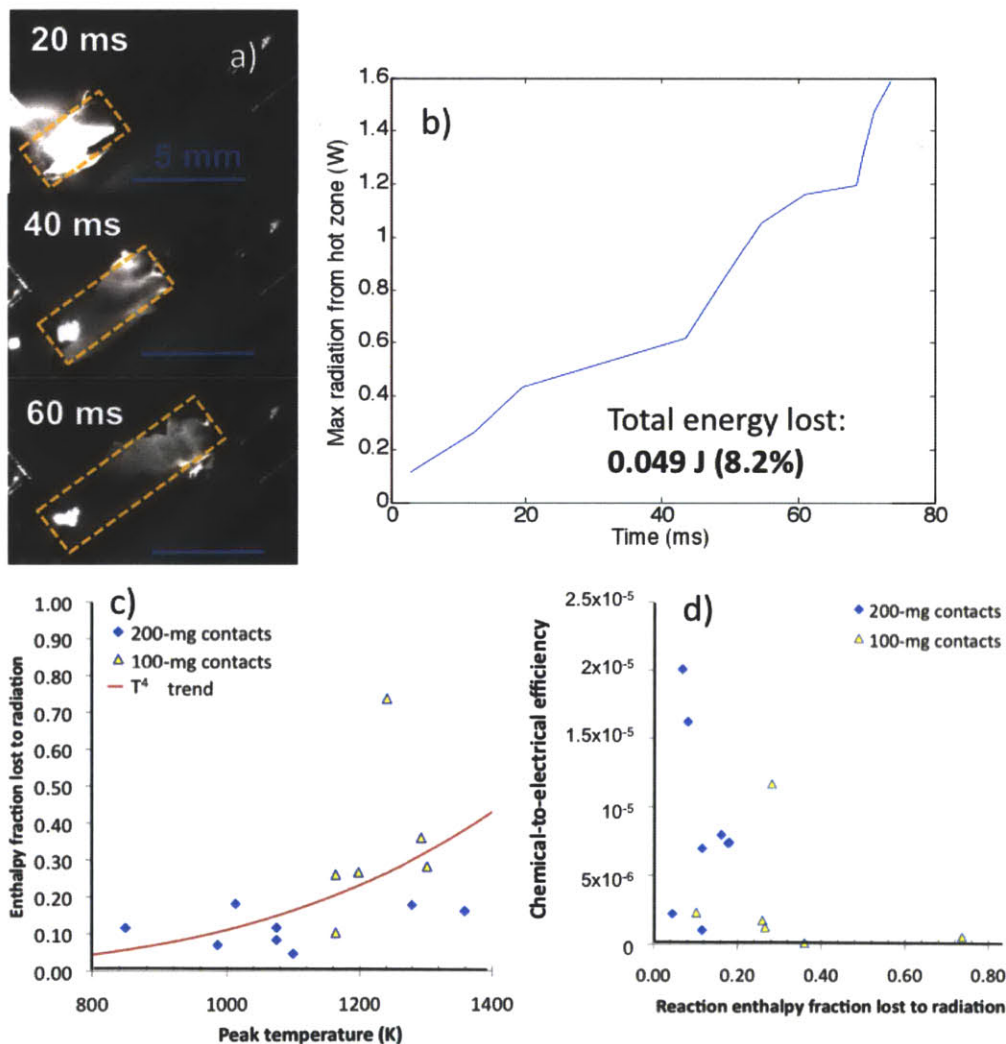 20 ms
a)
5 mm
40 ms
60 ms
b)
Max radiation from hot zone (W)
1.6
1.4
1.2
1
0.8
0.6
0.4
0.2
0
0 20 40 60 80
Time (ms)
Total energy lost:
0.049 J (8.2%)
c)
Enthalpy fraction lost to radiation
1.00
0.90
0.80
0.70
0.60
0.50
0.40
0.30
0.20
0.10
0.00
200-mg contacts
100-mg contacts
T⁴ trend
800 1000 1200 1400
Peak temperature (K)
d)
Chemical-to-electrical efficiency
2.5x10⁻⁵
2x10⁻⁵
1.5x10⁻⁵
10⁻⁵
5x10⁻⁶
0
200-mg contacts
100-mg contacts
0.00 0.20 0.40 0.60 0.80
Reaction enthalpy fraction lost to radiation